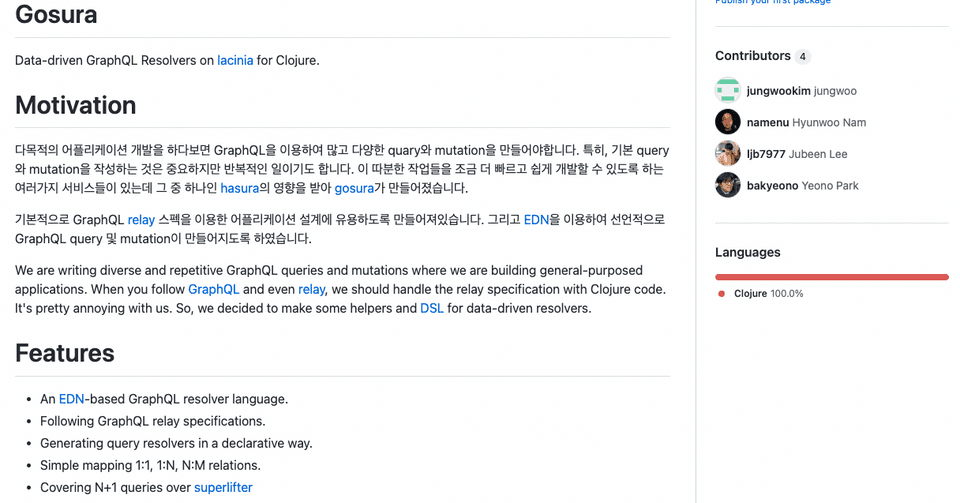 Gosura
Data-driven GraphQL Resolvers on lacinia for Clojure.
Motivation
다목적의 어플리케이션 개발을 하다보면 GraphQL을 이용하여 많고 다양한 quary와 mutation을 만들어야합니다. 특히, 기본 query
와 mutation을 작성하는 것은 중요하지만 반복적인 일이기도 합니다. 이 따분한 작업들을 조금 더 빠르고 쉽게 개발할 수 있도록 하는
여러가지 서비스들이 있는데 그 중 하나인 hasura의 영향을 받아 gosura가 만들어졌습니다.
기본적으로 GraphQL relay 스펙을 이용한 어플리케이션 설계에 유용하도록 만들어져있습니다. 그리고 EDN을 이용하여 선언적으로
GraphQL query 및 mutation이 만들어지도록 하였습니다.
We are writing diverse and repetitive GraphQL queries and mutations where we are building general-purposed
applications. When you follow GraphQL and even relay, we should handle the relay specification with Clojure code.
It's pretty annoying with us. So, we decided to make some helpers and DSL for data-driven resolvers.
Features
• An EDN-based GraphQL resolver language.
• Following GraphQL relay specifications.
• Generating query resolvers in a declarative way.
• Simple mapping 1:1, 1:N, N:M relations.
• Covering N+1 queries over superlifter
Publish your first package
Contributors 4
jungwookim jungwoo
namenu Hyunwoo Nam
ljb7977 Jubeen Lee
bakyeono Yeono Park
Languages
Clojure 100.0%